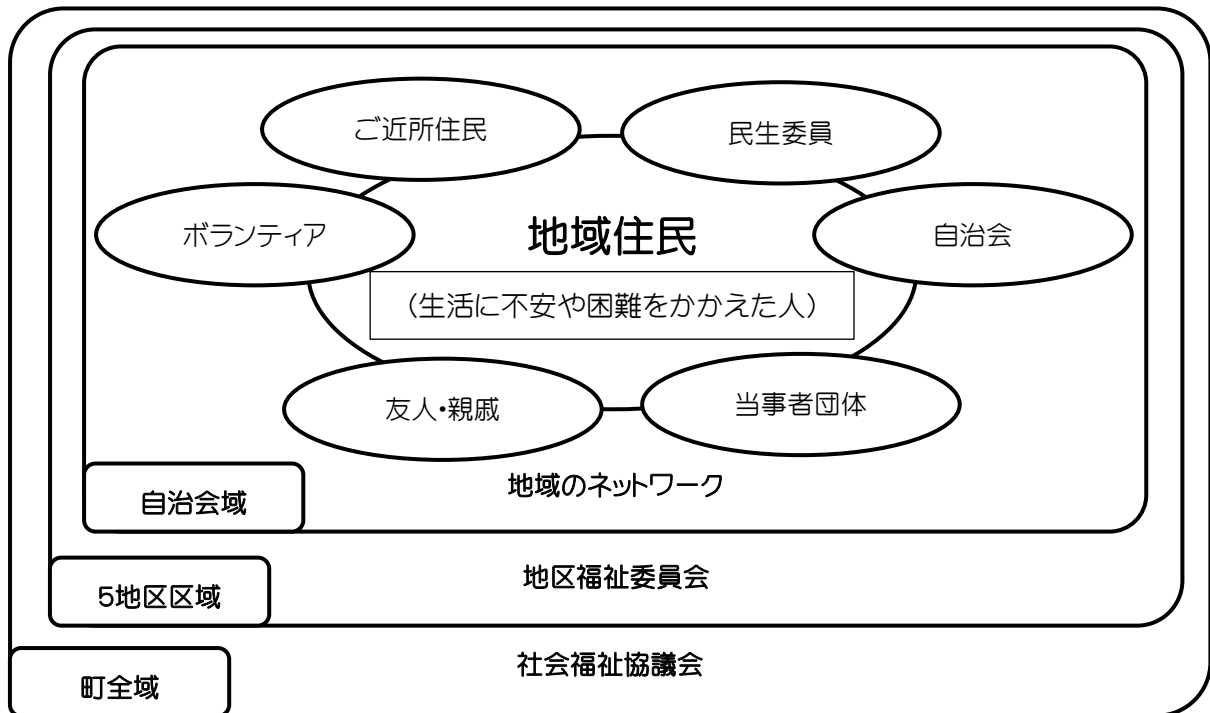 ご近所住民
民生委員
ボランティア
地域住民
自治会
（生活に不安や困難をかかえた人）
友人・親戚
当事者団体
地域のネットワーク
自治会域
地区福祉委員会
5地区区域
社会福祉協議会
町全域